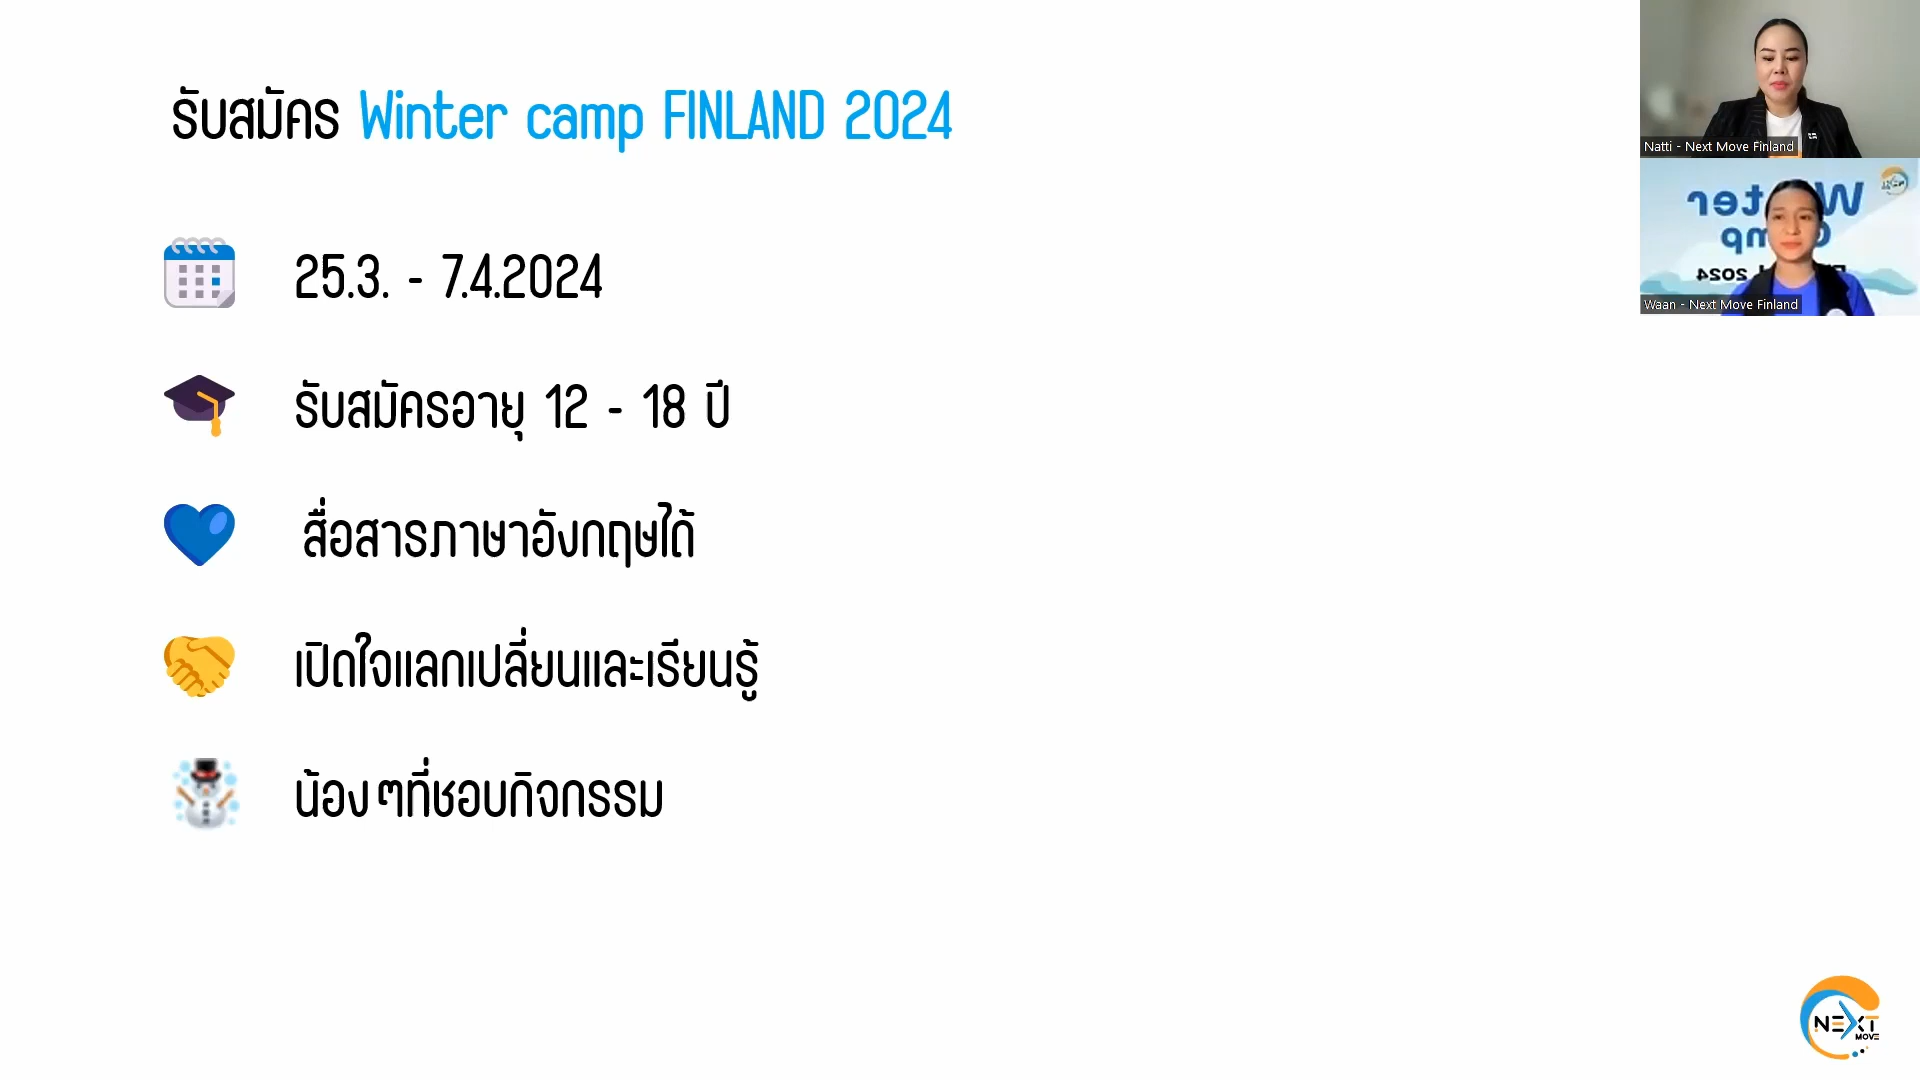 รับสมัคร Winter camp FINLAND 2024
25.3. - 7.4.2024
รับสมัครอายุ 12 - 18 ปี
สื่อสารภาษาอังกฤษได้
เปิดใจแลกเปลี่ยนและเรียนรู้
น้องๆที่ชอบกิจกรรม
Natti - Next Move Finland
Waan - Next Move Finland
NEXT
MOVE